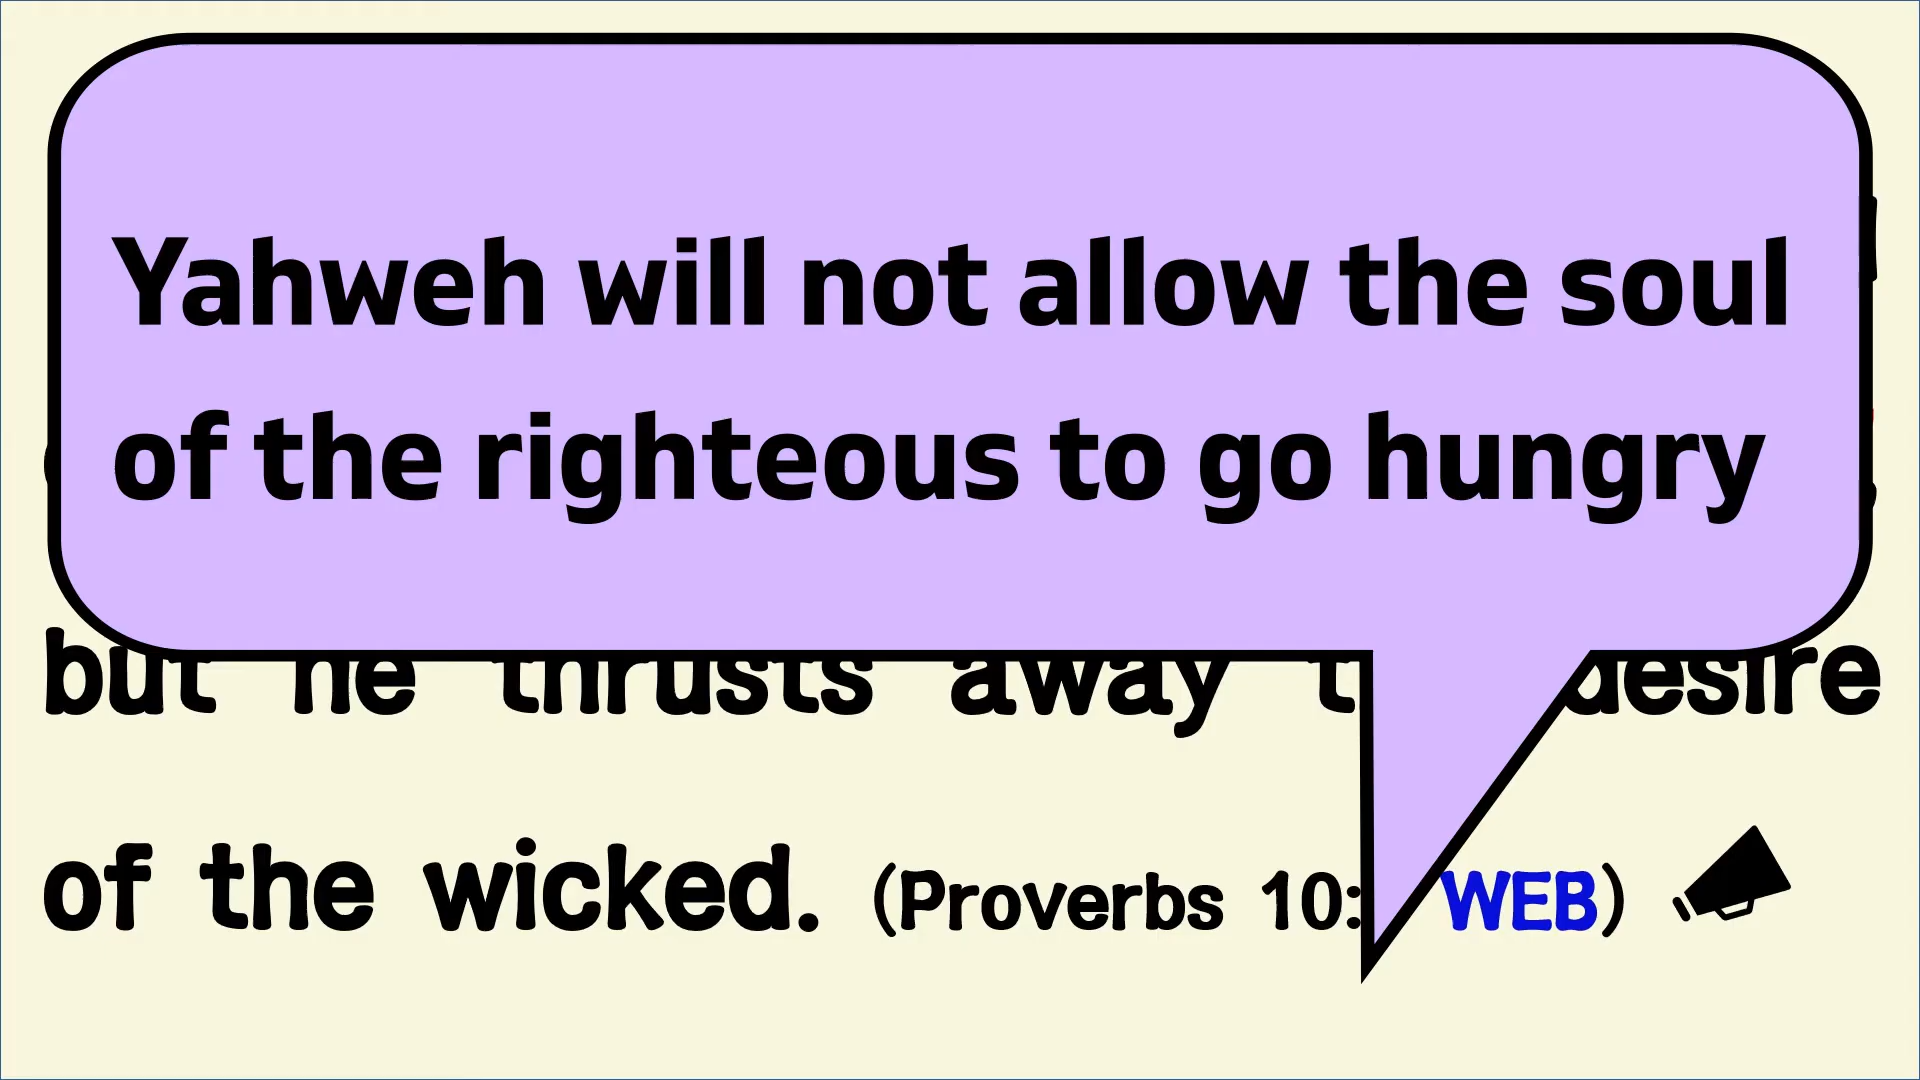 Yahweh will not allow the soul
of the righteous to go hungry
but he thrusts away desire
of the wicked. (Proverbs 10: WEB)